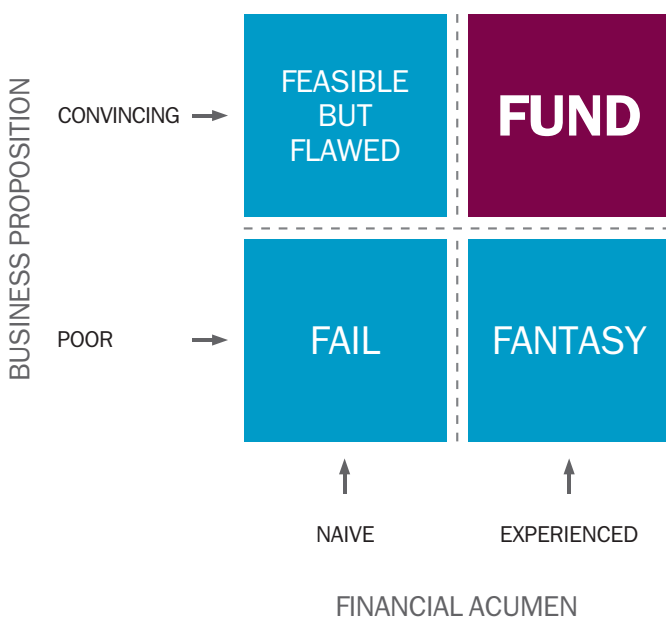 BUSINESS PROPOSITION
CONVINCING
FEASIBLE
BUT
FLAWED
FUND
POOR
FAIL
FANTASY
NAIVE
EXPERIENCED
FINANCIAL ACUMEN